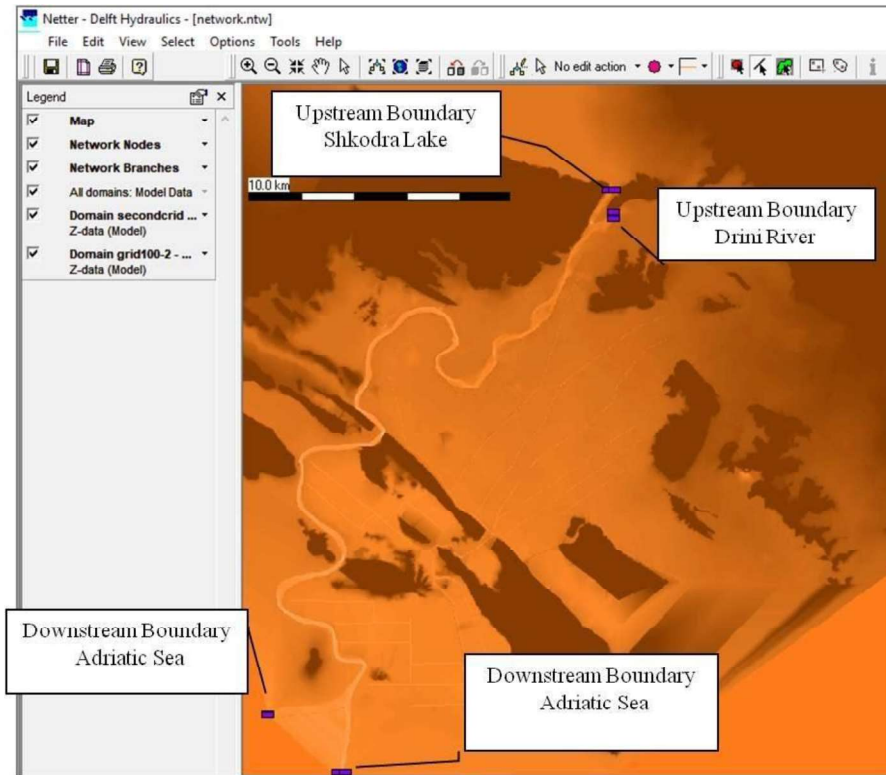 Netter - Delft Hydraulics - [network.ntw]
File Edit View Select Options Tools Help
No edit action
Legend
Map
Network Nodes
Network Branches
All domains: Model Data
Domain secondcrid ...
Z-data (Model)
Domain grid100-2 - ...
Z-data (Model)
10.0 km
Upstream Boundary
Shkodra Lake
Upstream Boundary
Drini River
Downstream Boundary
Adriatic Sea
Downstream Boundary
Adriatic Sea